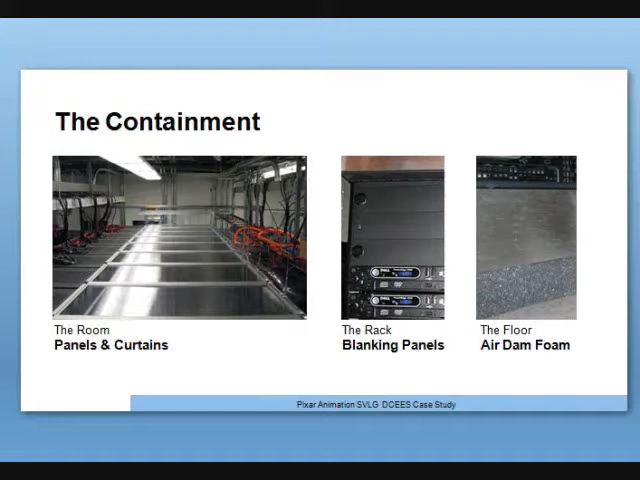 The Containment
The Room
Panels & Curtains
The Rack
Blanking Panels
The Floor
Air Dam Foam
Pixar Animation SVLG DCEES Case Study